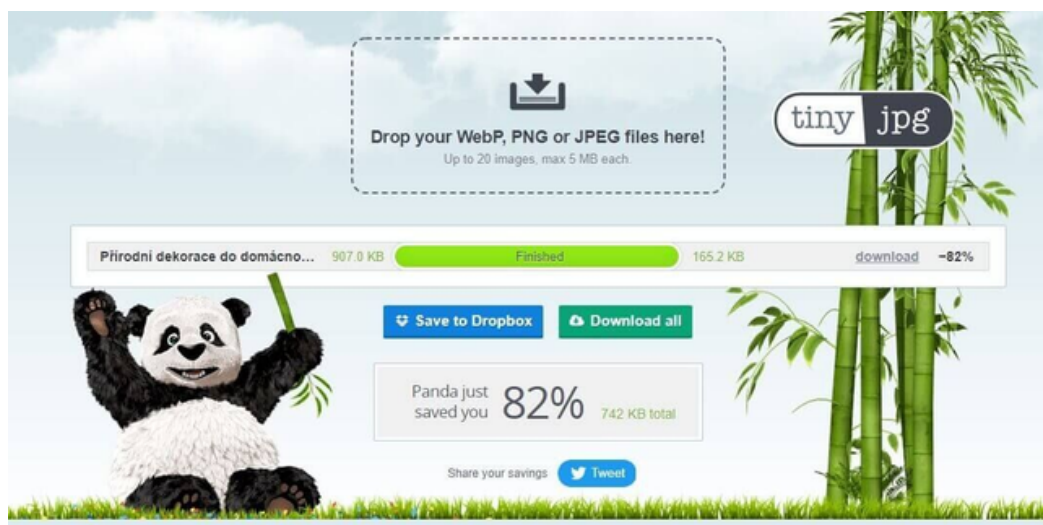 Drop your WebP, PNG or JPEG files here!
Up to 20 images, max 5 MB each.
tiny jpg
Přírodní dekorace do domácno... 907.0 KB Finished 165.2 KB download -82%
Save to Dropbox Download all
Panda just
saved you 82% 742 KB total
Share your savings Tweet